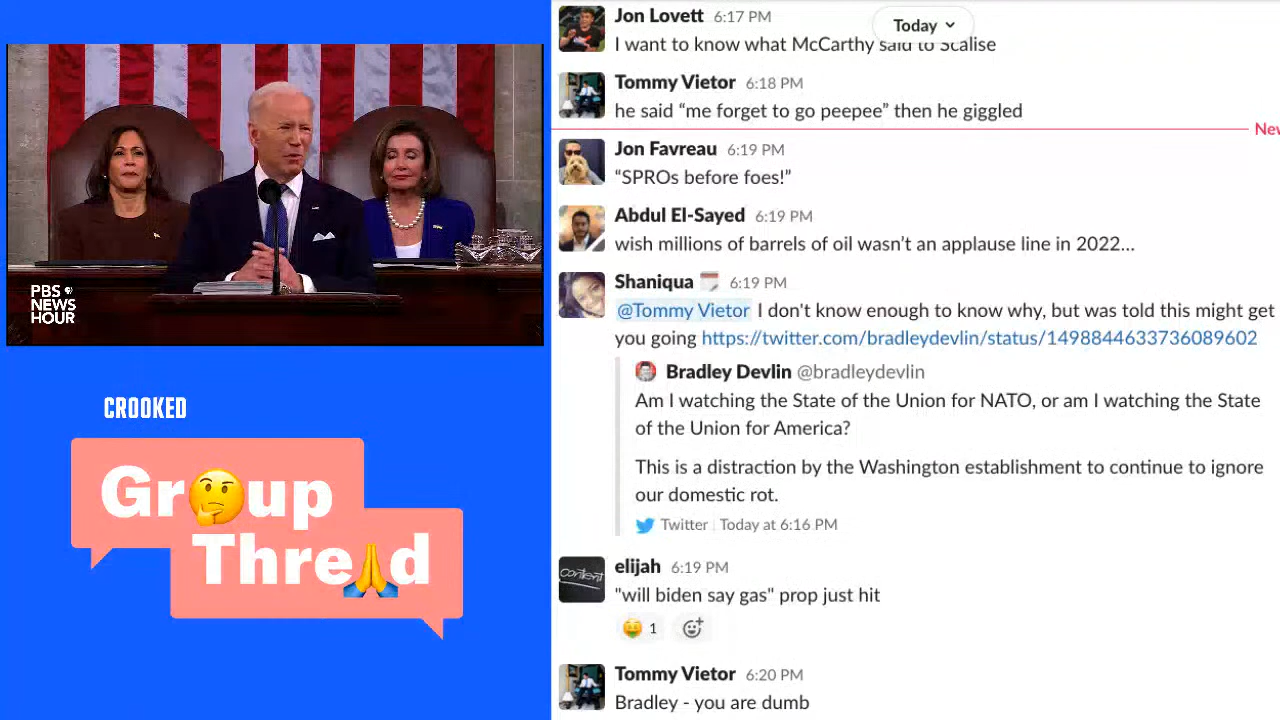 PBS
NEWS
HOUR
CROOKED
Gr🤔up
Thre🙏d
Today
Jon Lovett 6:17 PM
I want to know what McCarthy said to Scalise
Tommy Vietor 6:18 PM
he said “me forget to go peepee” then he giggled
New
Jon Favreau 6:19 PM
“SPROs before foes!”
Abdul El-Sayed 6:19 PM
wish millions of barrels of oil wasn’t an applause line in 2022...
Shaniqua 6:19 PM
@Tommy Vietor I don't know enough to know why, but was told this might get
you going https://twitter.com/bradleydevlin/status/1498844633736089602
Bradley Devlin @bradleydevlin
Am I watching the State of the Union for NATO, or am I watching the State
of the Union for America?
This is a distraction by the Washington establishment to continue to ignore
our domestic rot.
Twitter Today at 6:16 PM
content
elijah 6:19 PM
"will biden say gas" prop just hit
🤑 1
Tommy Vietor 6:20 PM
Bradley - you are dumb